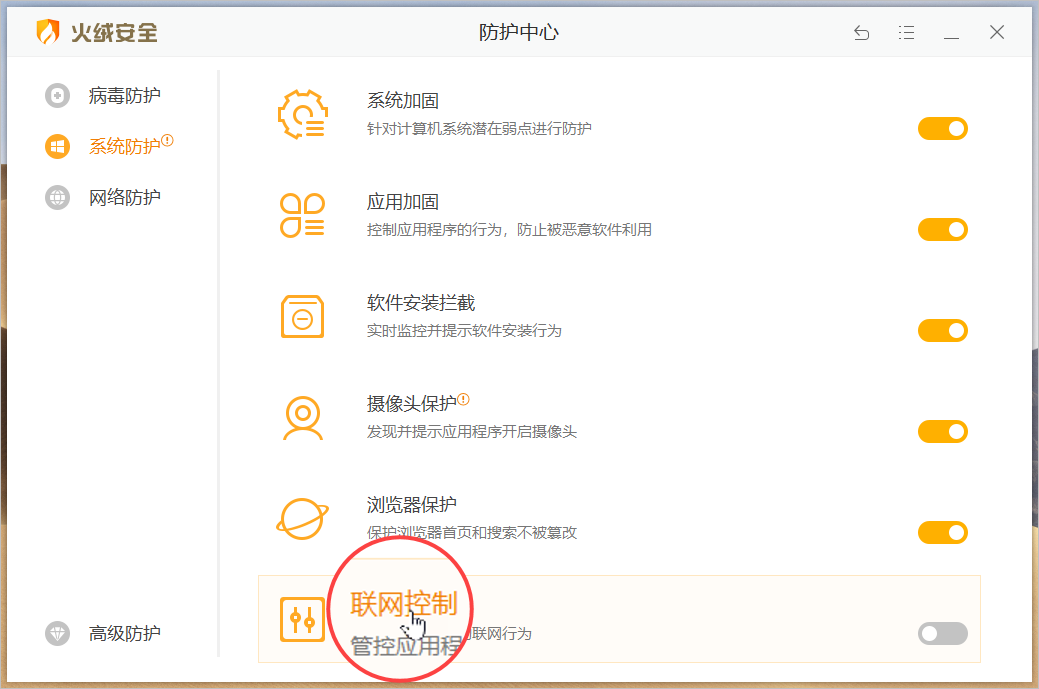 火绒安全
防护中心
病毒防护
系统防护
网络防护
高级防护
系统加固
针对计算机系统潜在弱点进行防护
应用加固
控制应用程序的行为，防止被恶意软件利用
软件安装拦截
实时监控并提示软件安装行为
摄像头保护
发现并提示应用程序开启摄像头
浏览器保护
保护浏览器首页和搜索不被篡改
联网控制
管控应用程 联网行为